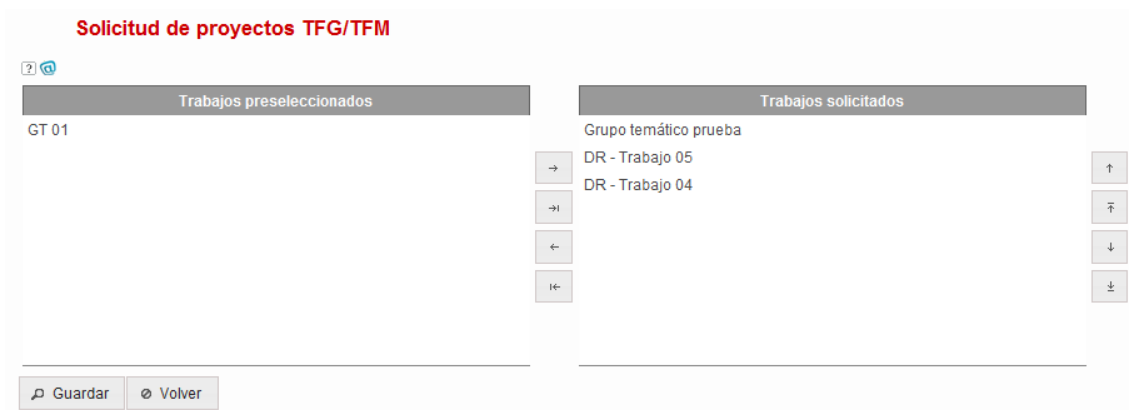 Solicitud de proyectos TFG/TFM
?
Trabajos preseleccionados
GT 01
Trabajos solicitados
Grupo temático prueba
DR - Trabajo 05
DR - Trabajo 04
Guardar
Volver